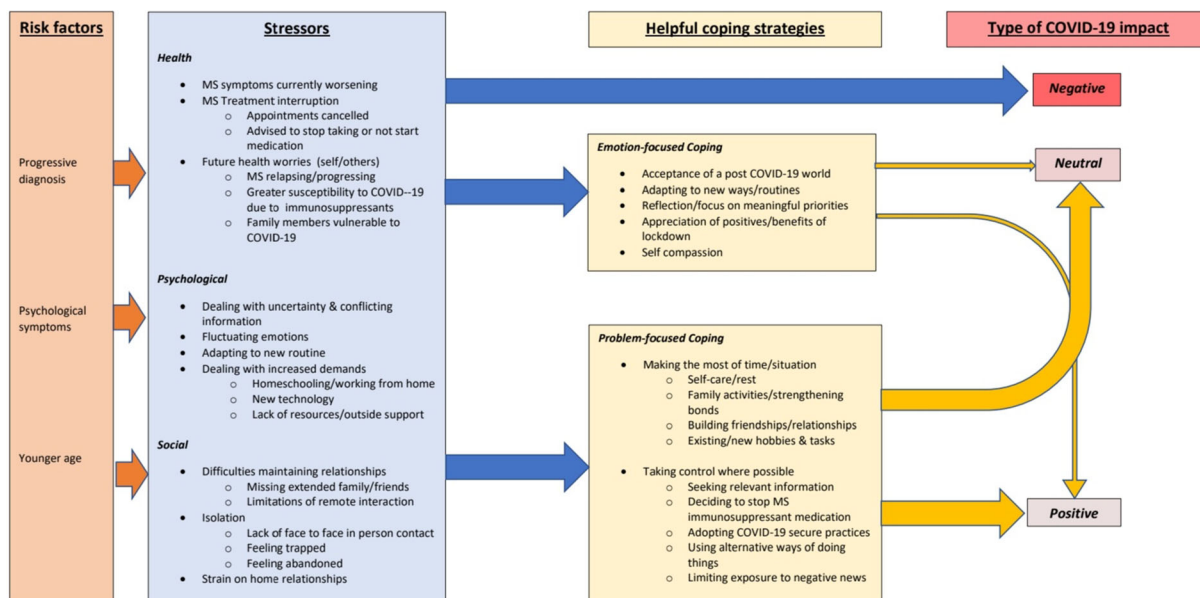 Risk factors
Progressive
diagnosis
Psychological
symptoms
Younger age
Stressors
Health
• MS symptoms currently worsening
• MS Treatment interruption
o Appointments cancelled
o Advised to stop taking or not start
medication
• Future health worries (self/others)
o MS relapsing/progressing
o Greater susceptibility to COVID--19
due to immunosuppressants
o Family members vulnerable to
COVID-19
Psychological
• Dealing with uncertainty & conflicting
information
• Fluctuating emotions
• Adapting to new routine
• Dealing with increased demands
o Homeschooling/working from home
o New technology
o Lack of resources/outside support
Social
• Difficulties maintaining relationships
o Missing extended family/friends
o Limitations of remote interaction
• Isolation
o Lack of face to face in person contact
o Feeling trapped
o Feeling abandoned
• Strain on home relationships
Helpful coping strategies
Emotion-focused Coping
• Acceptance of a post COVID-19 world
• Adapting to new ways/routines
• Reflection/focus on meaningful priorities
• Appreciation of positives/benefits of
lockdown
• Self compassion
Problem-focused Coping
• Making the most of time/situation
o Self-care/rest
o Family activities/strengthening
bonds
o Building friendships/relationships
o Existing/new hobbies & tasks
• Taking control where possible
o Seeking relevant information
o Deciding to stop MS
immunosuppressant medication
o Adopting COVID-19 secure practices
o Using alternative ways of doing
things
o Limiting exposure to negative news
Type of COVID-19 impact
Negative
Neutral
Positive